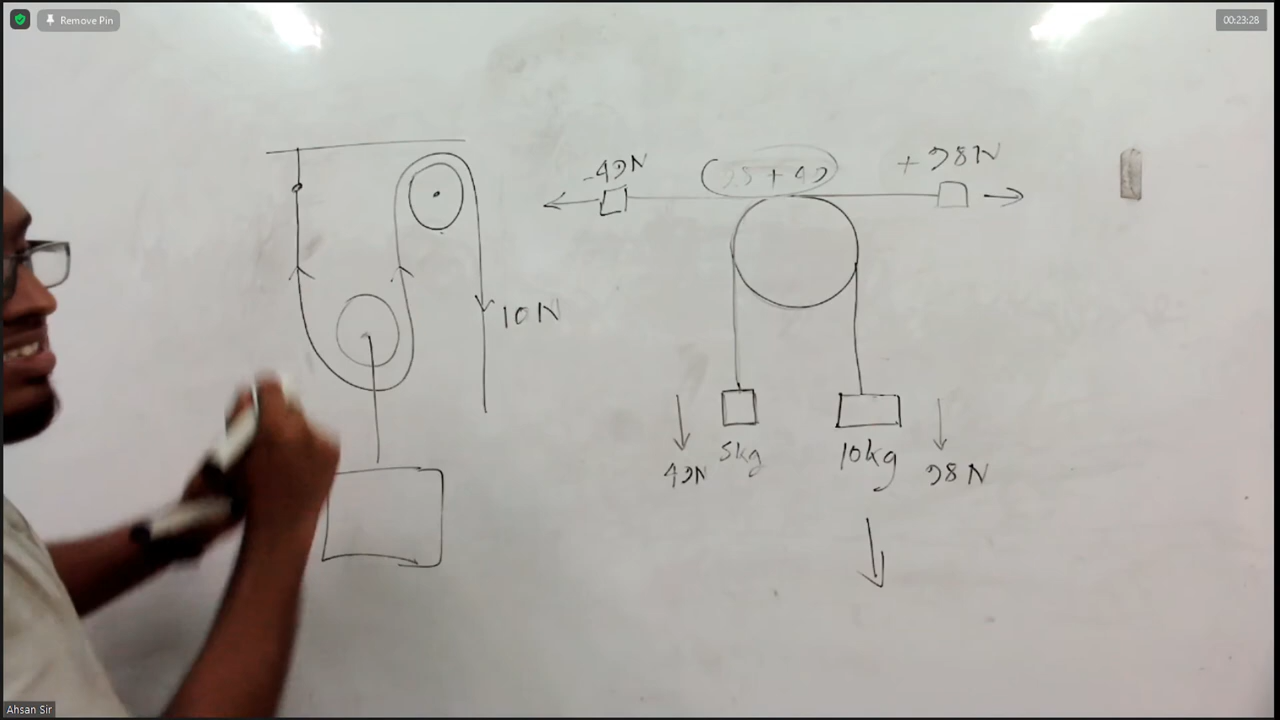 Remove Pin
00:23:28
-49N
+98N
10N
5kg
10kg
49N
98N
Ahsan Sir